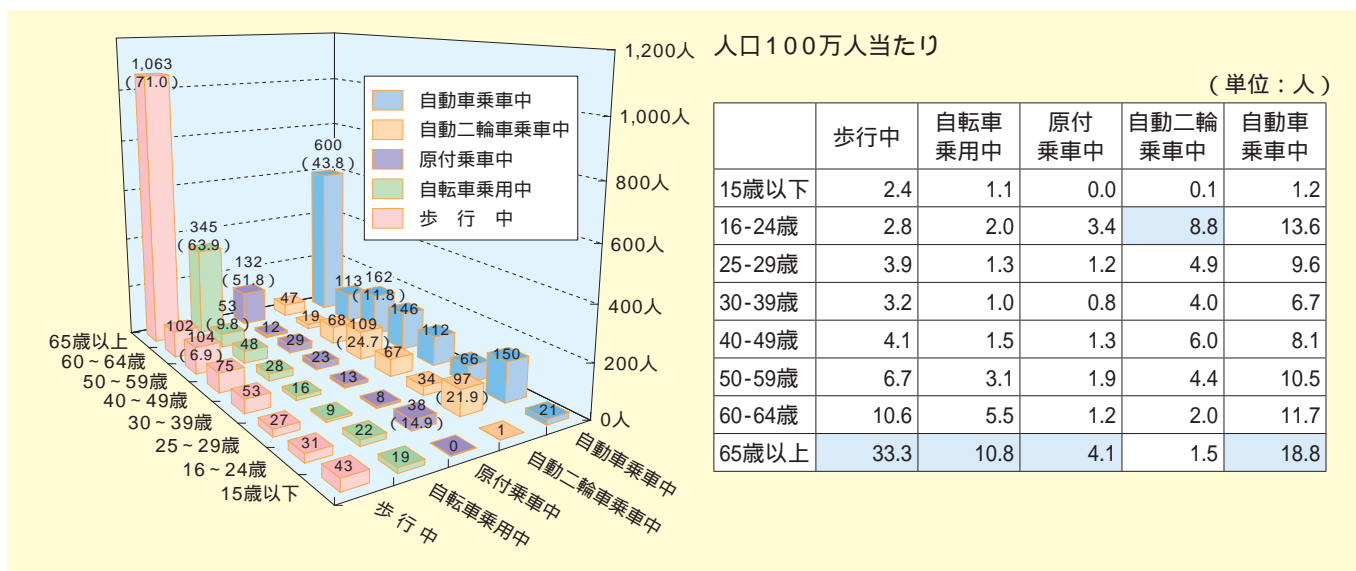 1,200人
1,000人
800人
600人
400人
200人
0人
自動車乗車中
自動二輪車乗車中
原付乗車中
自転車乗用中
歩 行 中
1,063
（71.0）
102
104
（6.9）
75
53
27
31
43
345
（63.9）
53
（9.8）
48
28
16
9
22
19
132
（51.8）
12
29
23
13
8
38
（14.9）
0
47
19
68
109
（24.7）
67
34
97
（21.9）
1
600
（43.8）
113
162
（11.8）
146
112
66
150
21
65歳以上
60～64歳
50～59歳
40～49歳
30～39歳
25～29歳
16～24歳
15歳以下
歩 行 中
自転車乗用中
原付乗車中
自動二輪車乗車中
自動車乗車中
人口１００万人当たり
（単位：人）
歩行中 自転車乗用中 原付乗車中 自動二輪乗車中 自動車乗車中
15歳以下 2.4 1.1 0.0 0.1 1.2
16-24歳 2.8 2.0 3.4 8.8 13.6
25-29歳 3.9 1.3 1.2 4.9 9.6
30-39歳 3.2 1.0 0.8 4.0 6.7
40-49歳 4.1 1.5 1.3 6.0 8.1
50-59歳 6.7 3.1 1.9 4.4 10.5
60-64歳 10.6 5.5 1.2 2.0 11.7
65歳以上 33.3 10.8 4.1 1.5 18.8